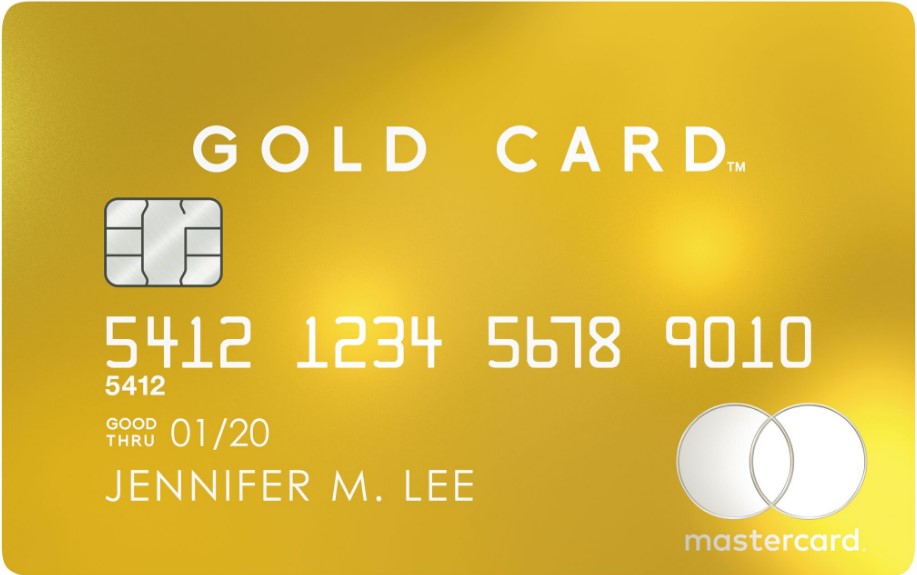 GOLD CARD™
5412 1234 5678 9010
5412
GOOD THRU 01/20
JENNIFER M. LEE
mastercard.